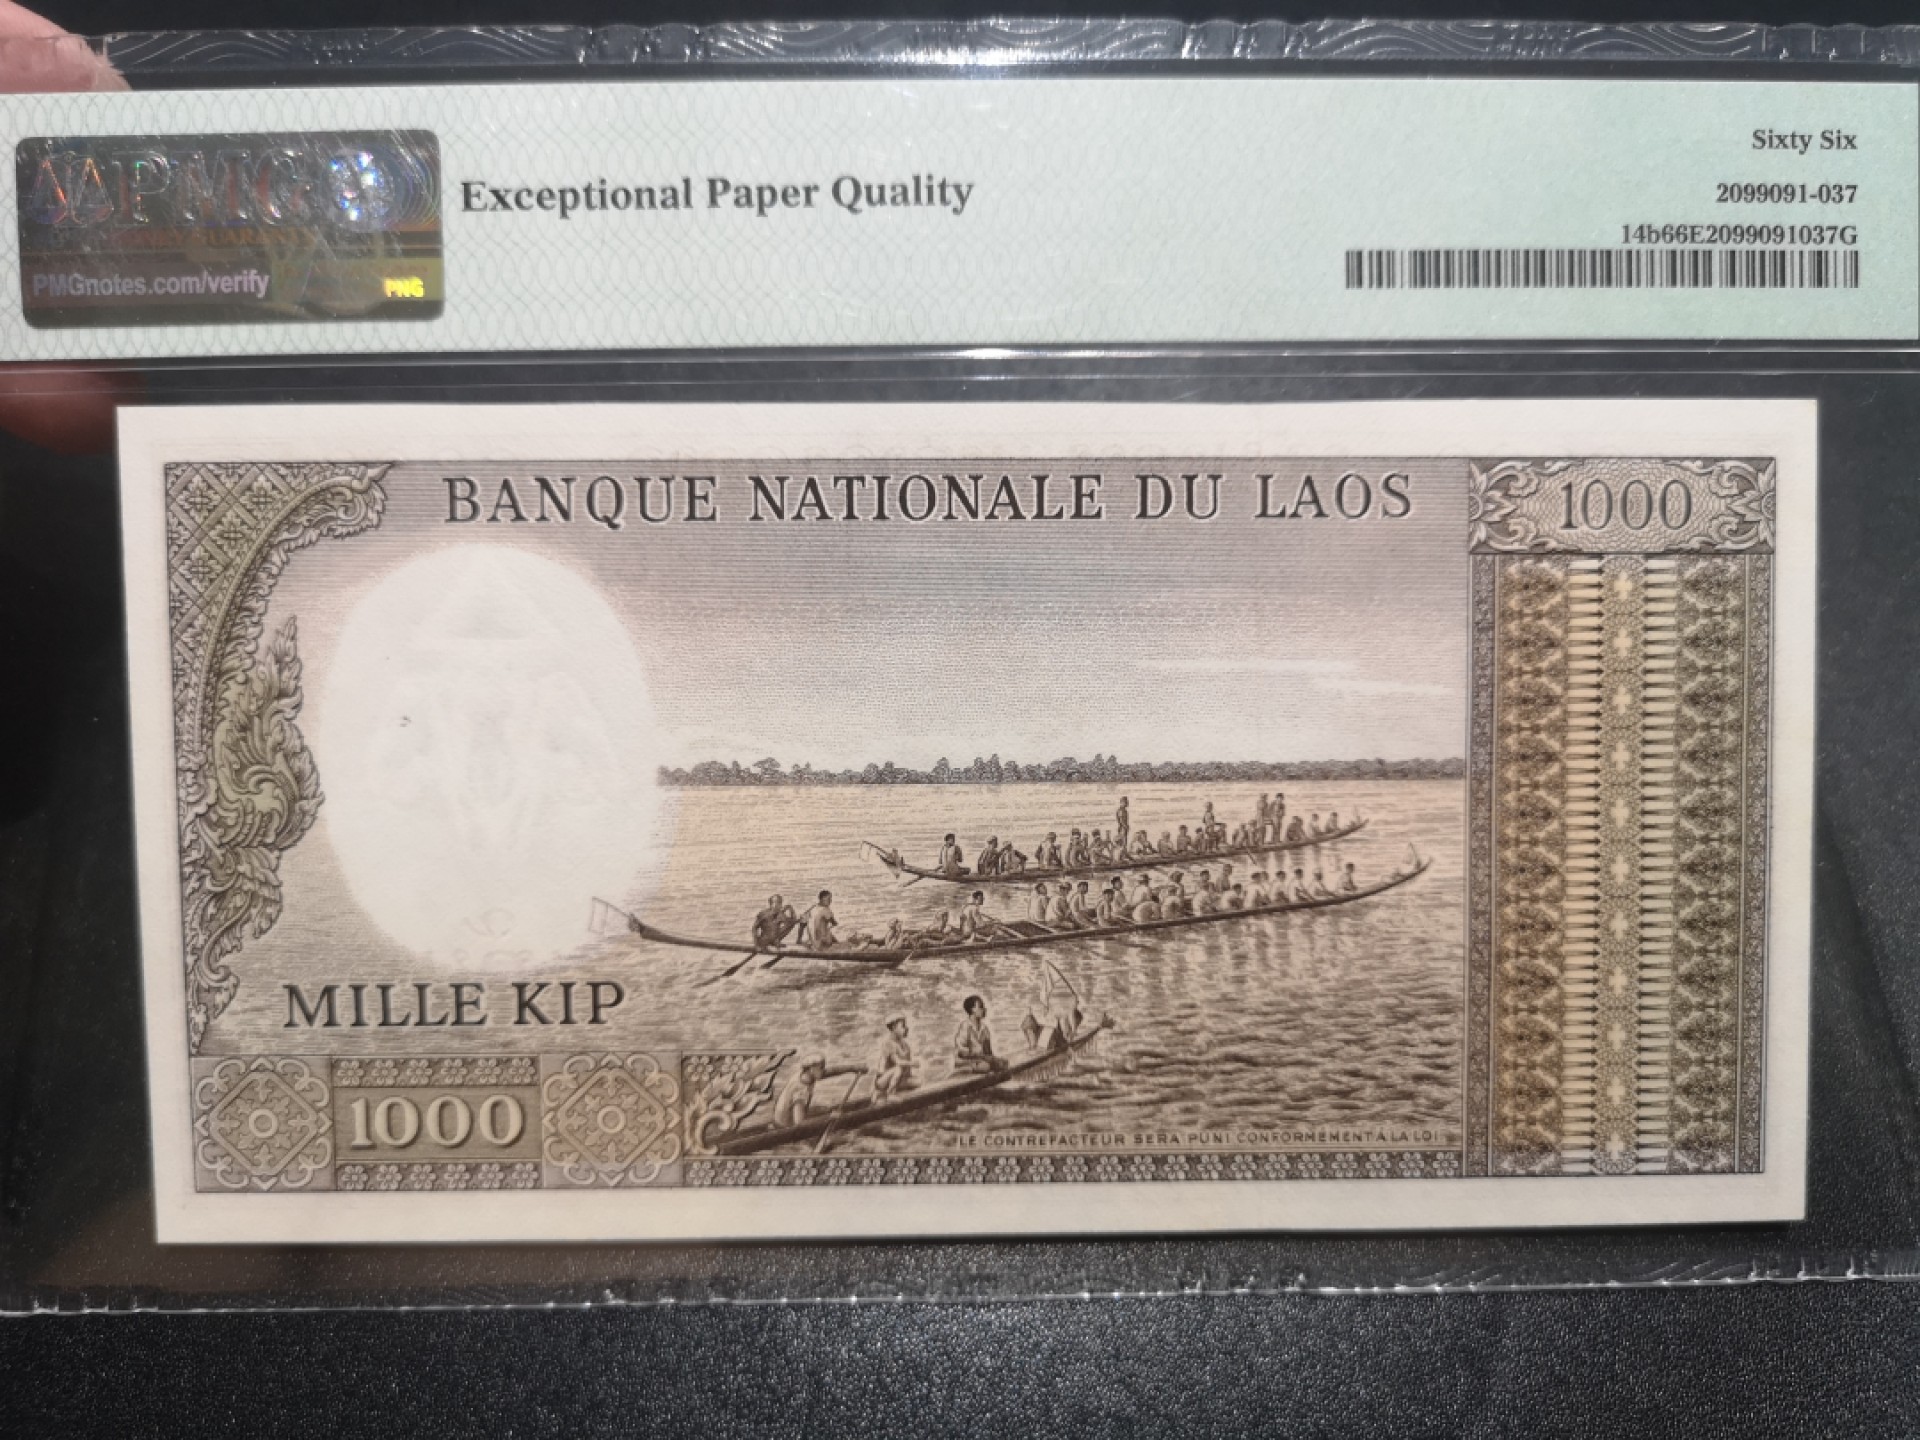 PMG
PMGnotes.com/verify
PMG
Exceptional Paper Quality
Sixty Six
2099091-037
14b66E2099091037G
BANQUE NATIONALE DU LAOS
1000
MILLE KIP
1000
LE CONTREFACTEUR SERA PUNI CONFORMEMENT A LA LOI